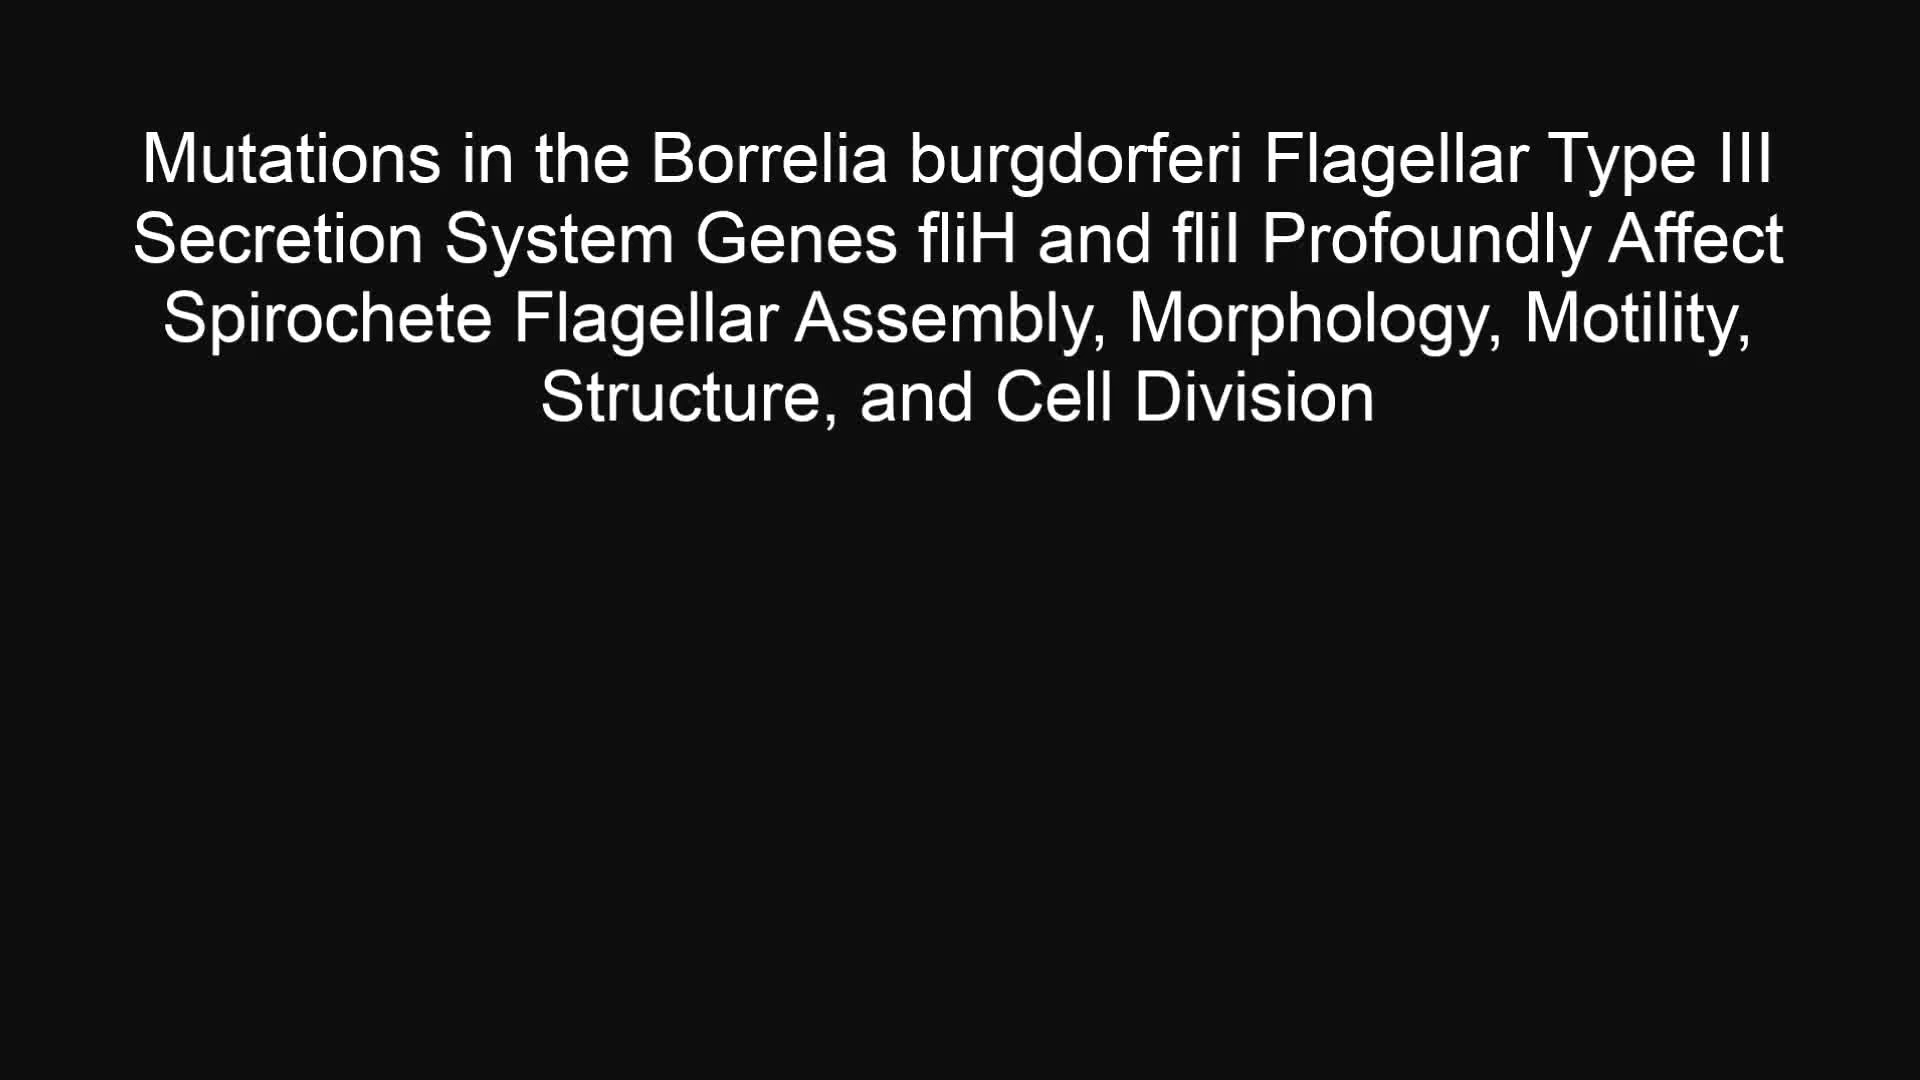 Mutations in the Borrelia burgdorferi Flagellar Type III
Secretion System Genes fliH and fliI Profoundly Affect
Spirochete Flagellar Assembly, Morphology, Motility,
Structure, and Cell Division